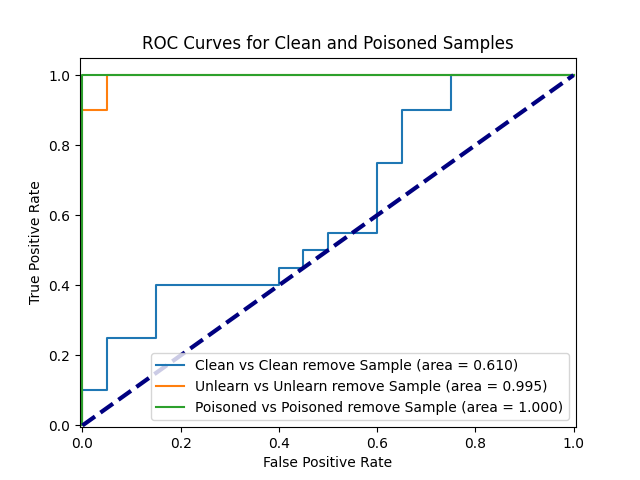 ROC Curves for Clean and Poisoned Samples
1.0
0.8
0.6
0.4
0.2
0.0
True Positive Rate
Clean vs Clean remove Sample (area = 0.610)
Unlearn vs Unlearn remove Sample (area = 0.995)
Poisoned vs Poisoned remove Sample (area = 1.000)
0.0 0.2 0.4 0.6 0.8 1.0
False Positive Rate